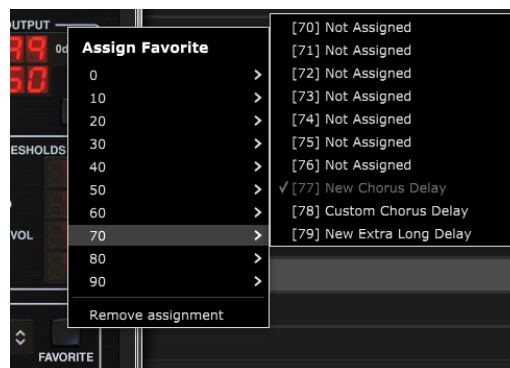 OUTPUT
0d
Assign Favorite
0
10
20
30
40
50
60
70
80
90
Remove assignment
[70] Not Assigned
[71] Not Assigned
[72] Not Assigned
[73] Not Assigned
[74] Not Assigned
[75] Not Assigned
[76] Not Assigned
✓[77] New Chorus Delay
[78] Custom Chorus Delay
[79] New Extra Long Delay
ESHOLDS
VOL
FAVORITE